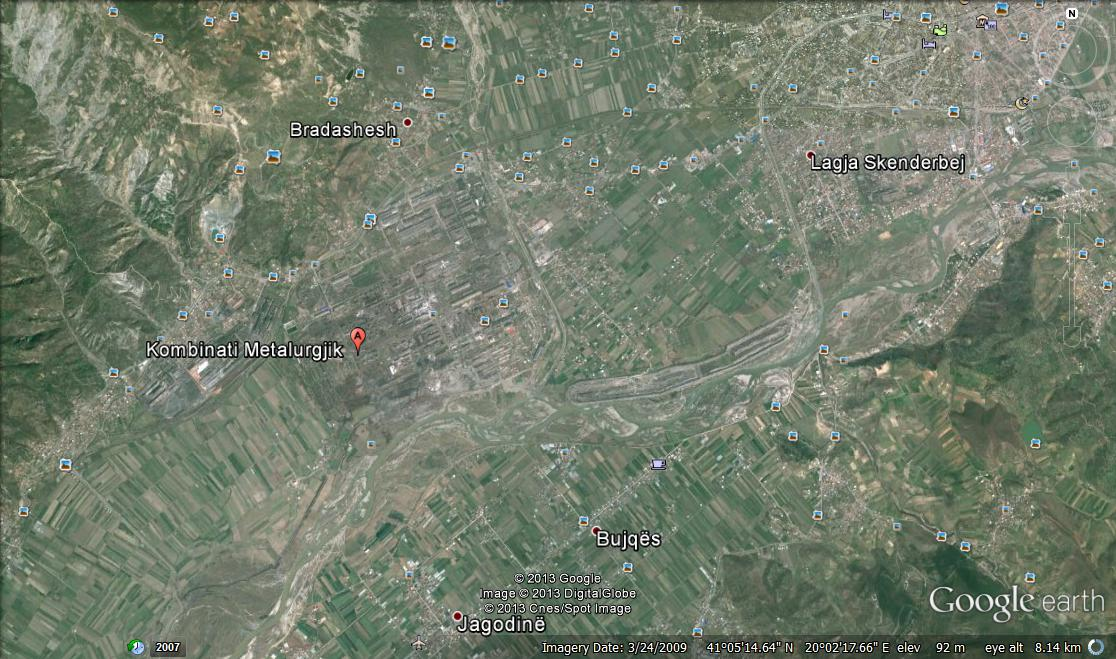 N
Bradashesh
Lagja Skenderbej
A
Kombinati Metalurgjik
Bujqës
© 2013 Google
Image © 2013 DigitalGlobe
© 2013 Cnes/Spot Image
Jagodinë
Google earth
2007
Imagery Date: 3/24/2009 41°05'14.64" N 20°02'17.66" E elev 92 m eye alt 8.14 km